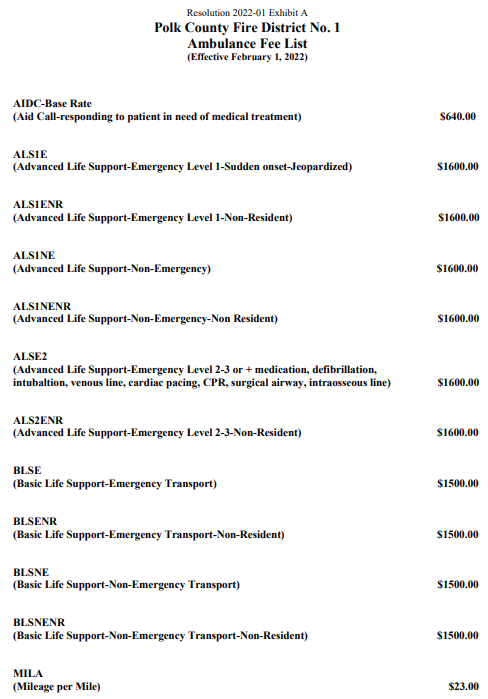 Resolution 2022-01 Exhibit A
Polk County Fire District No. 1
Ambulance Fee List
(Effective February 1, 2022)
AIDC-Base Rate
(Aid Call-responding to patient in need of medical treatment) $640.00
ALS1E
(Advanced Life Support-Emergency Level 1-Sudden onset-Jeopardized) $1600.00
ALS1ENR
(Advanced Life Support-Emergency Level 1-Non-Resident) $1600.00
ALS1NE
(Advanced Life Support-Non-Emergency) $1600.00
ALS1NENR
(Advanced Life Support-Non-Emergency-Non Resident) $1600.00
ALSE2
(Advanced Life Support-Emergency Level 2-3 or + medication, defibrillation,
intubaltion, venous line, cardiac pacing, CPR, surgical airway, intraosseous line) $1600.00
ALS2ENR
(Advanced Life Support-Emergency Level 2-3-Non-Resident) $1600.00
BLSE
(Basic Life Support-Emergency Transport) $1500.00
BLSENR
(Basic Life Support-Emergency Transport-Non-Resident) $1500.00
BLSNE
(Basic Life Support-Non-Emergency Transport) $1500.00
BLSNENR
(Basic Life Support-Non-Emergency Transport-Non-Resident) $1500.00
MILA
(Mileage per Mile) $23.00